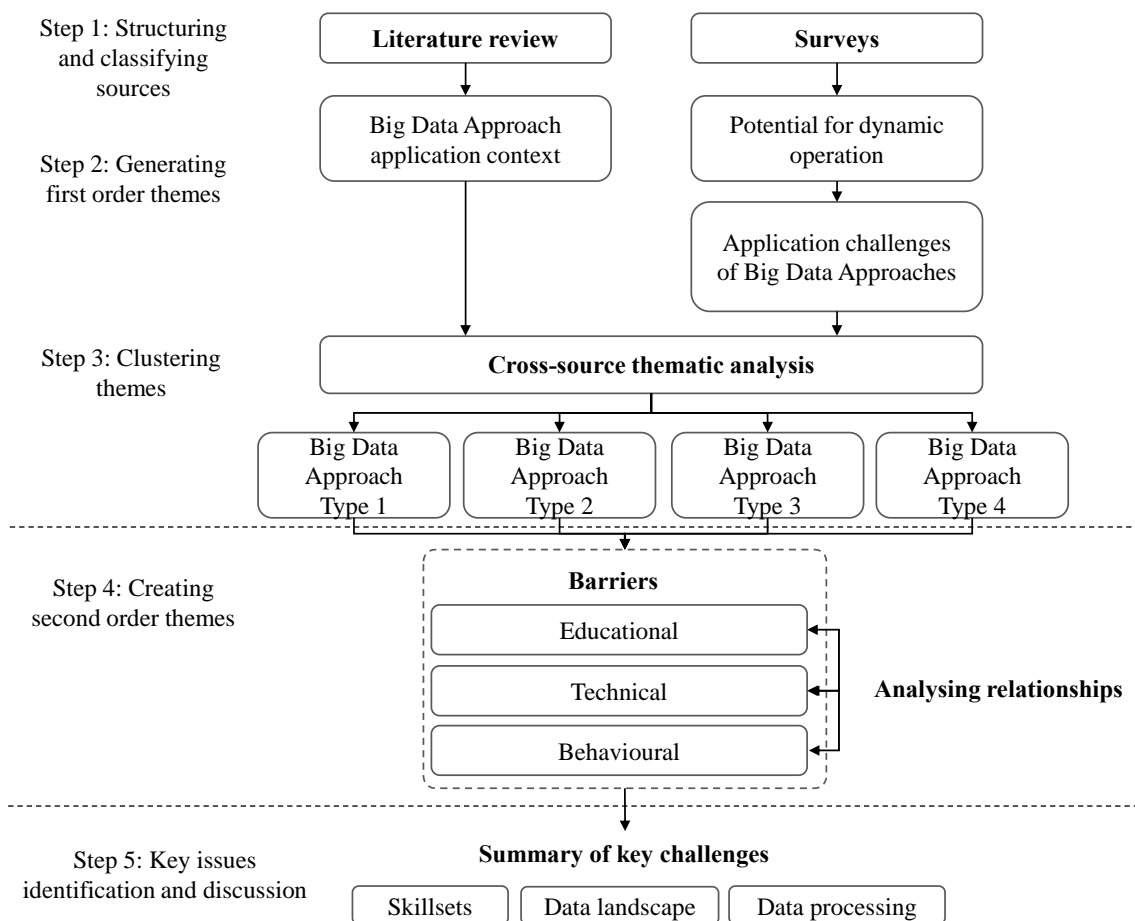 Step 1: Structuring
and classifying
sources
Literature review
Surveys
Big Data Approach
application context
Potential for dynamic
operation
Step 2: Generating
first order themes
Application challenges
of Big Data Approaches
Step 3: Clustering
themes
Cross-source thematic analysis
Big Data
Approach
Type 1
Big Data
Approach
Type 2
Big Data
Approach
Type 3
Big Data
Approach
Type 4
Step 4: Creating
second order themes
Barriers
Educational
Technical
Behavioural
Analysing relationships
Step 5: Key issues
identification and discussion
Summary of key challenges
Skillsets
Data landscape
Data processing